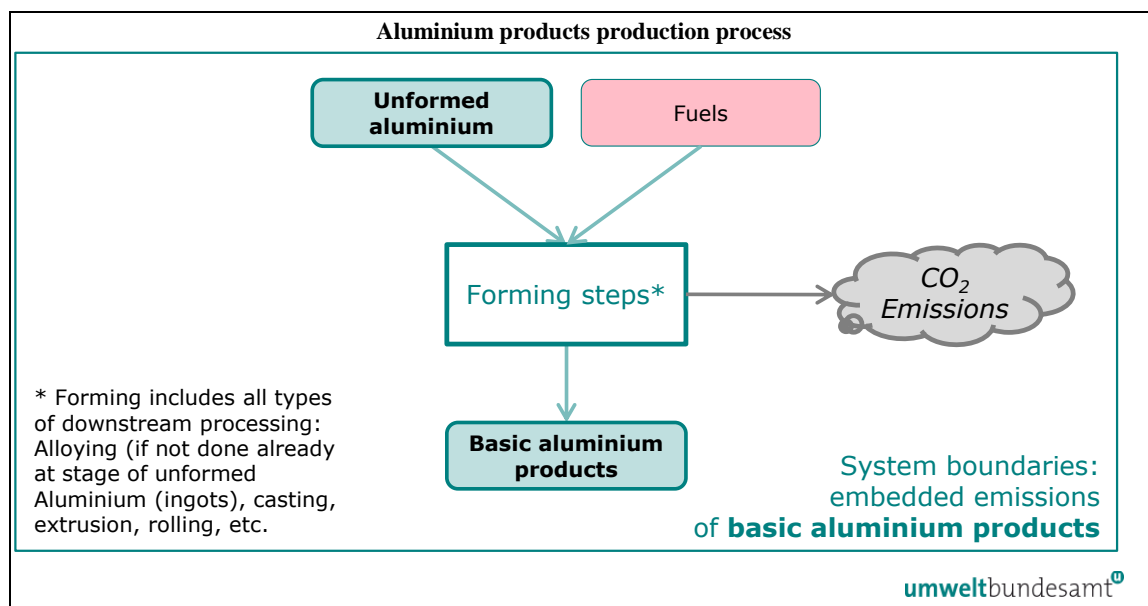 Aluminium products production process
Unformed
aluminium
Fuels
Forming steps*
CO2
Emissions
* Forming includes all types
of downstream processing:
Alloying (if not done already
at stage of unformed
Aluminium (ingots), casting,
extrusion, rolling, etc.
Basic aluminium
products
System boundaries:
embedded emissions
of basic aluminium products
umweltbundesamt
u